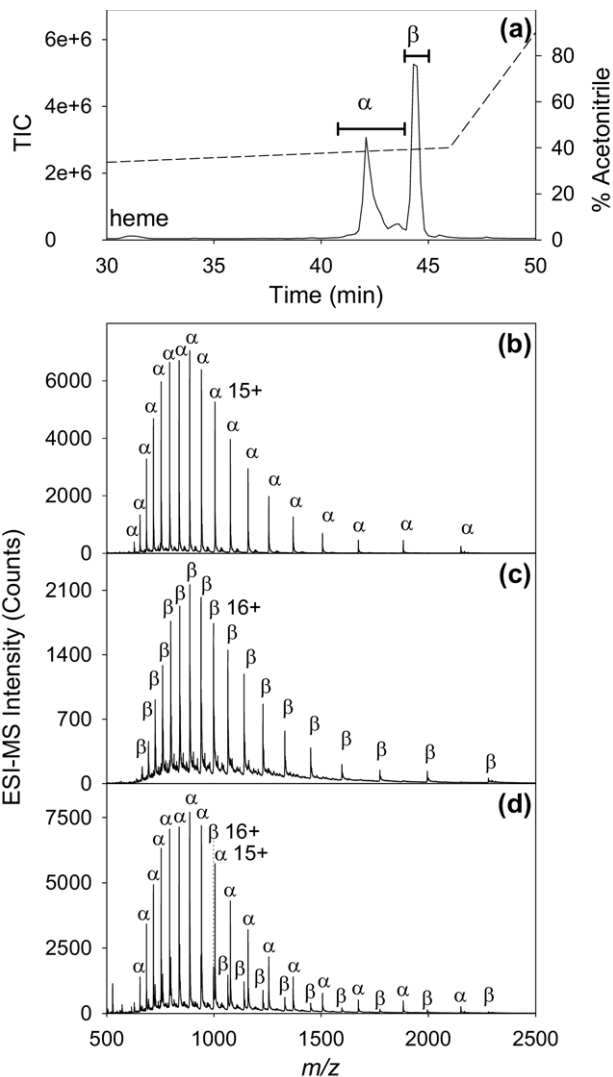 (a)
β
α
heme
TIC
6e+6
4e+6
2e+6
0
% Acetonitrile
80
60
40
20
0
30 35 40 45 50
Time (min)
(b)
α α α α α α α α α
α 15+
α α α α α α α α
6000
4000
2000
0
(c)
β β β β β β β β
β 16+
β β β β β β β β
2100
1400
700
0
ESI-MS Intensity (Counts)
(d)
α α α α α α α α
β 16+
α 15+
α α α α α α α α
β β β β β β β β
7500
5000
2500
0
500 1000 1500 2000 2500
m/z